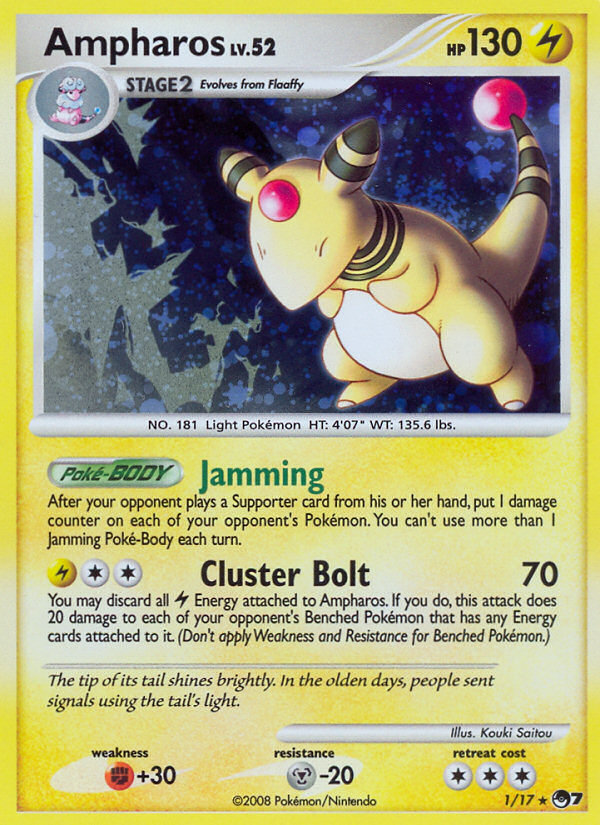 Ampharos LV.52 HP 130
STAGE2 Evolves from Flaaffy
NO. 181 Light Pokémon HT: 4'07" WT: 135.6 lbs.
Poké-BODY Jamming
After your opponent plays a Supporter card from his or her hand, put 1 damage
counter on each of your opponent's Pokémon. You can't use more than 1
Jamming Poké-Body each turn.
Cluster Bolt 70
You may discard all Energy attached to Ampharos. If you do, this attack does
20 damage to each of your opponent's Benched Pokémon that has any Energy
cards attached to it. (Don't apply Weakness and Resistance for Benched Pokémon.)
The tip of its tail shines brightly. In the olden days, people sent
signals using the tail's light.
Illus. Kouki Saitou
weakness resistance retreat cost
+30 -20
©2008 Pokémon/Nintendo 1/17 ★ 7